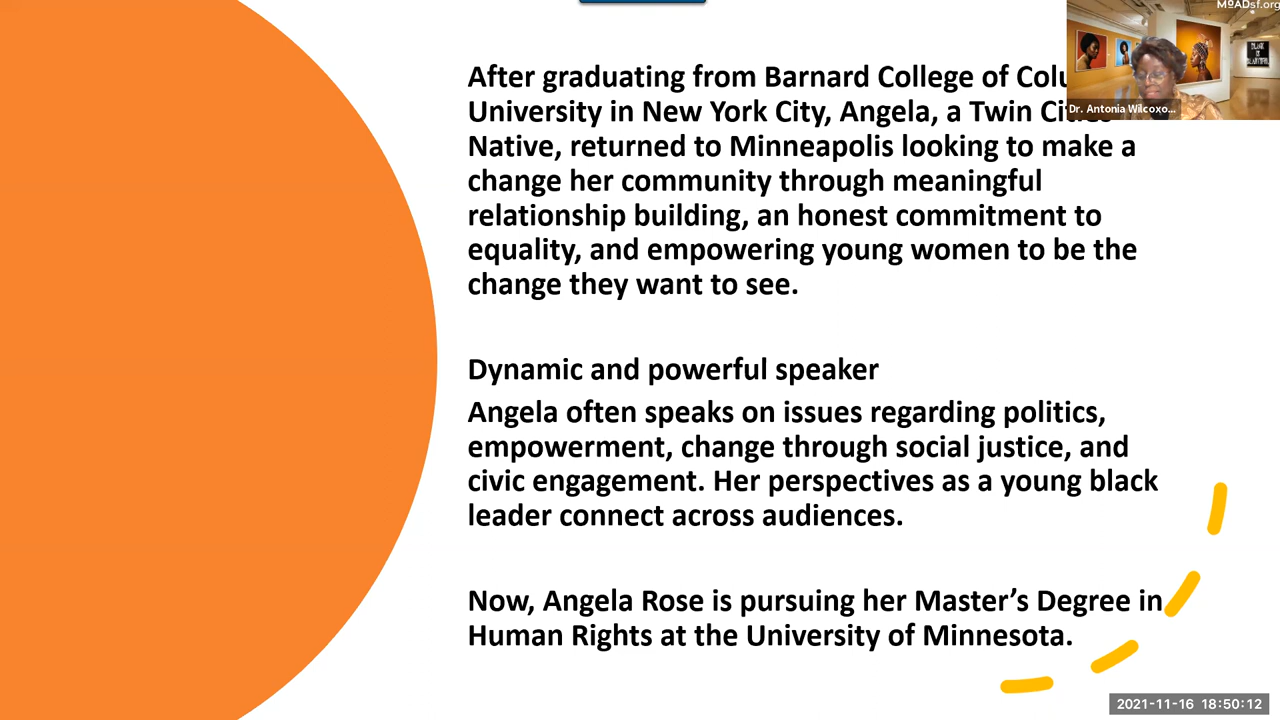 MoADsf.org
After graduating from Barnard College of
University in New York City, Angela, a Twin
Native, returned to Minneapolis looking to make a
change her community through meaningful
relationship building, an honest commitment to
equality, and empowering young women to be the
change they want to see.
Dr. Antonia Wilcoxo...
Dynamic and powerful speaker
Angela often speaks on issues regarding politics,
empowerment, change through social justice, and
civic engagement. Her perspectives as a young black
leader connect across audiences.
Now, Angela Rose is pursuing her Master’s Degree in
Human Rights at the University of Minnesota.
2021-11-16 18:50:12